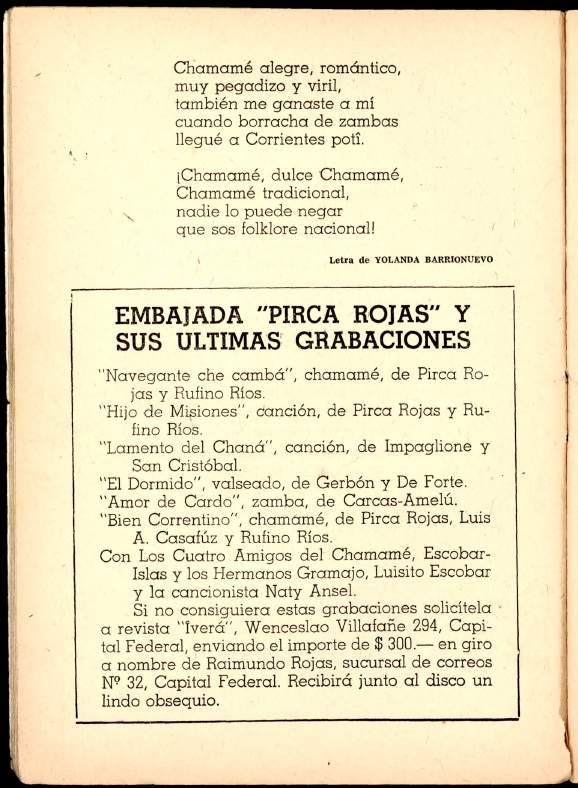 Chamamé alegre, romántico,
muy pegadizo y viril,
también me ganaste a mí
cuando borracha de zambas
llegué a Corrientes potî.
¡Chamamé, dulce Chamamé,
Chamamé tradicional,
nadie lo puede negar
que sos folklore nacional!
Letra de YOLANDA BARRIONUEVO
EMBAJADA "PIRCA ROJAS" Y
SUS ULTIMAS GRABACIONES
"Navegante che cambá", chamamé, de Pirca Ro-
jas y Rufino Ríos.
"Hijo de Misiones", canción, de Pirca Rojas y Ru-
fino Ríos.
"Lamento del Chaná", canción, de Impaglione y
San Cristóbal.
"El Dormido", valseado, de Gerbón y De Forte.
"Amor de Cardo", zamba, de Carcas-Amelú.
"Bien Correntino", chamamé, de Pirca Rojas, Luis
A. Casafúz y Rufino Ríos.
Con Los Cuatro Amigos del Chamamé, Escobar-
Islas y los Hermanos Gramajo, Luisito Escobar
y la cancionista Naty Ansel.
Si no consiguiera estas grabaciones solicítela
a revista "Iverá", Wenceslao Villafañe 294, Capi-
tal Federal, enviando el importe de $ 300.— en giro
a nombre de Raimundo Rojas, sucursal de correos
Nº 32, Capital Federal. Recibirá junto al disco un
lindo obsequio.